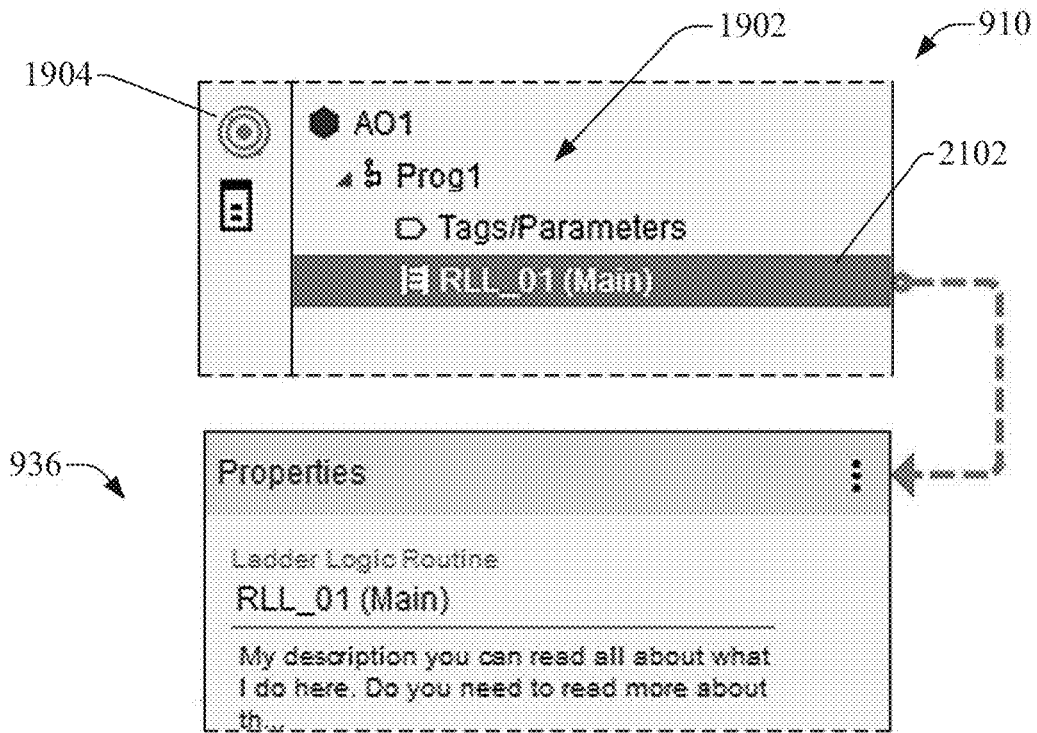 1902
910
1904
AO1
Prog1
2102
Tags/Parameters
RLL_01 (Main)
936
Properties
Ladder Logic Routine
RLL_01 (Main)
My description you can read all about what
I do here. Do you need to read more about
th...